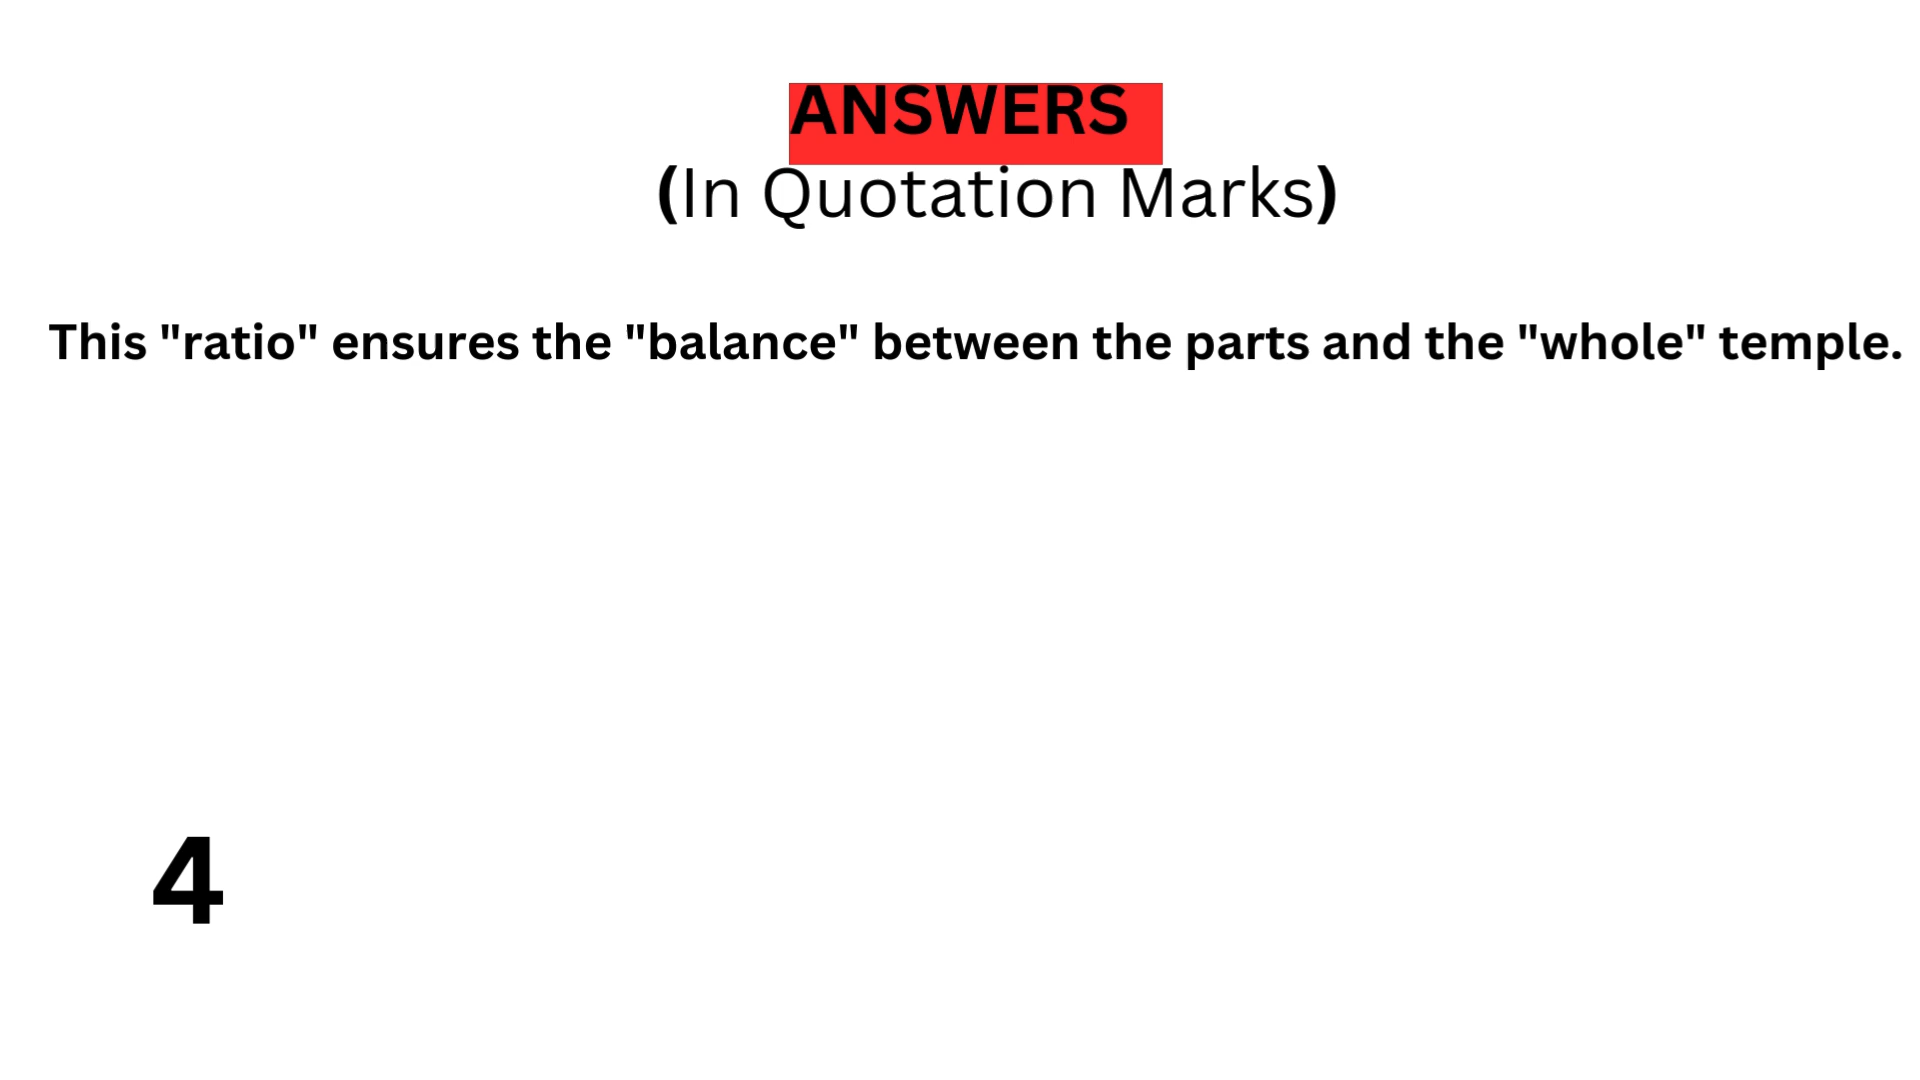 ANSWERS
(In Quotation Marks)
This "ratio" ensures the "balance" between the parts and the "whole" temple.
4